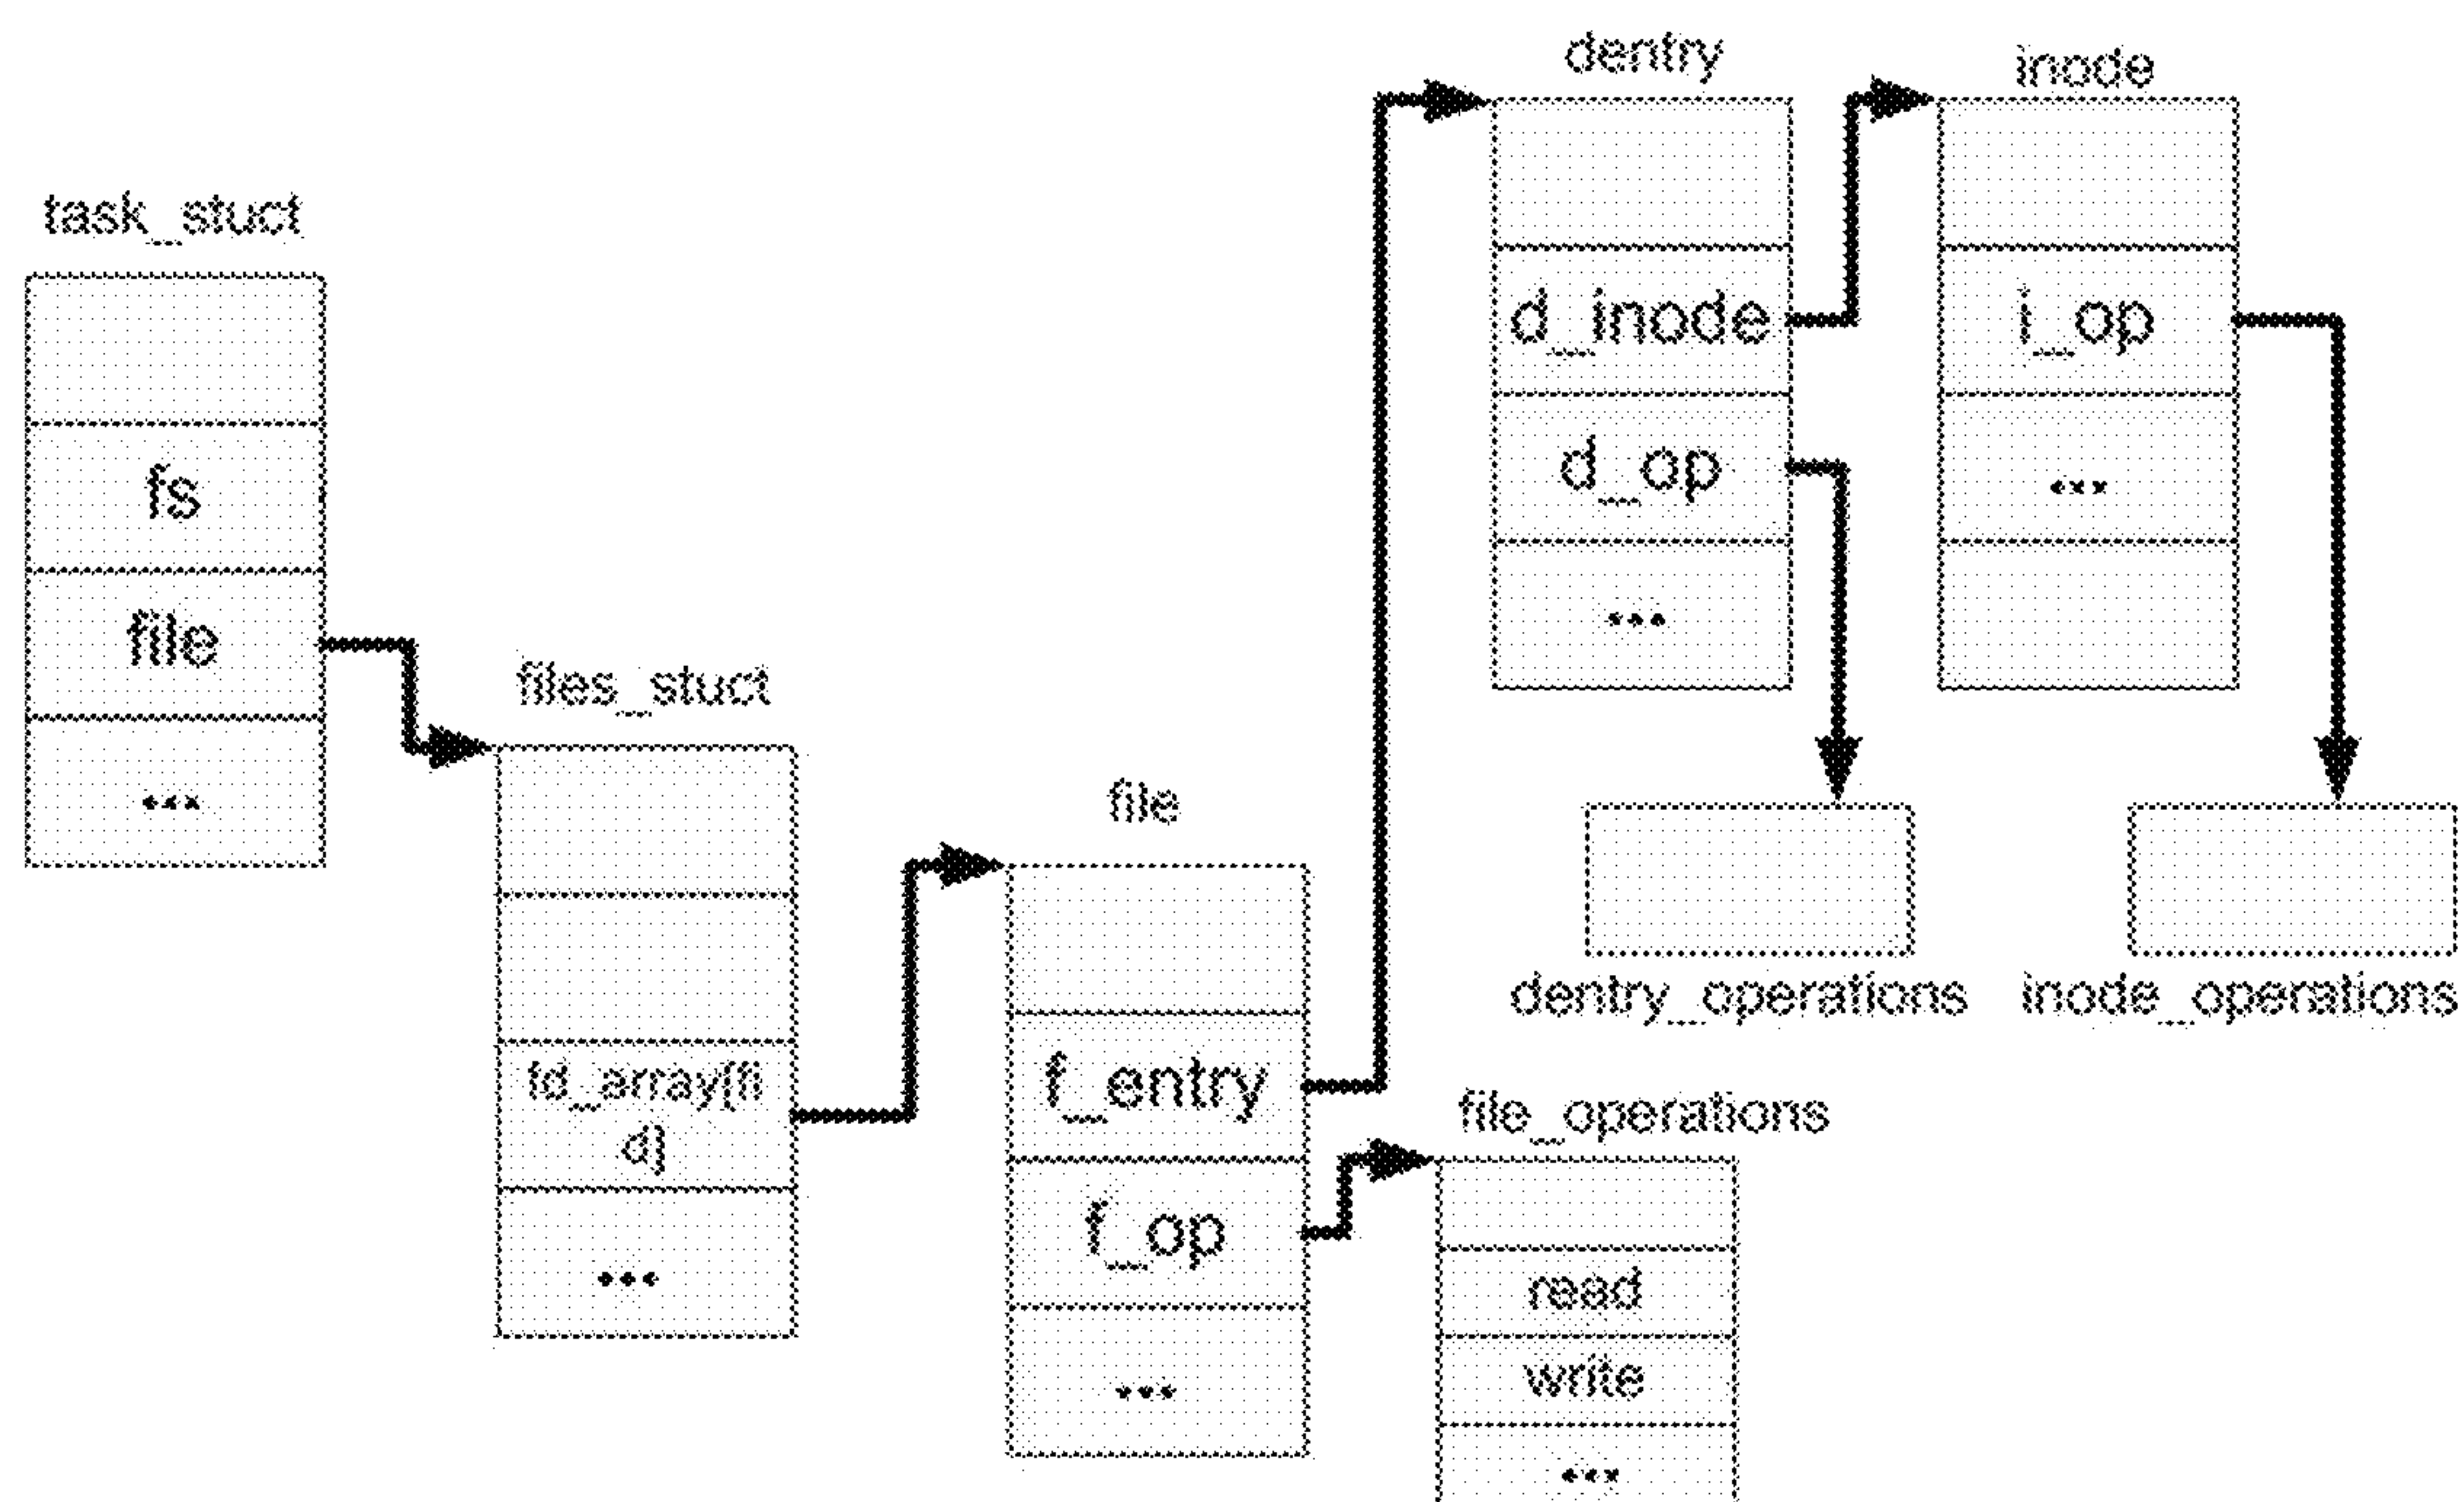 task_stuct
fs
file
...
files_stuct
fd_array[fi
d]
...
file
f_entry
f_op
...
dentry
d_inode
d_op
...
inode
i_op
...
dentry_operations
inode_operations
file_operations
read
write
...